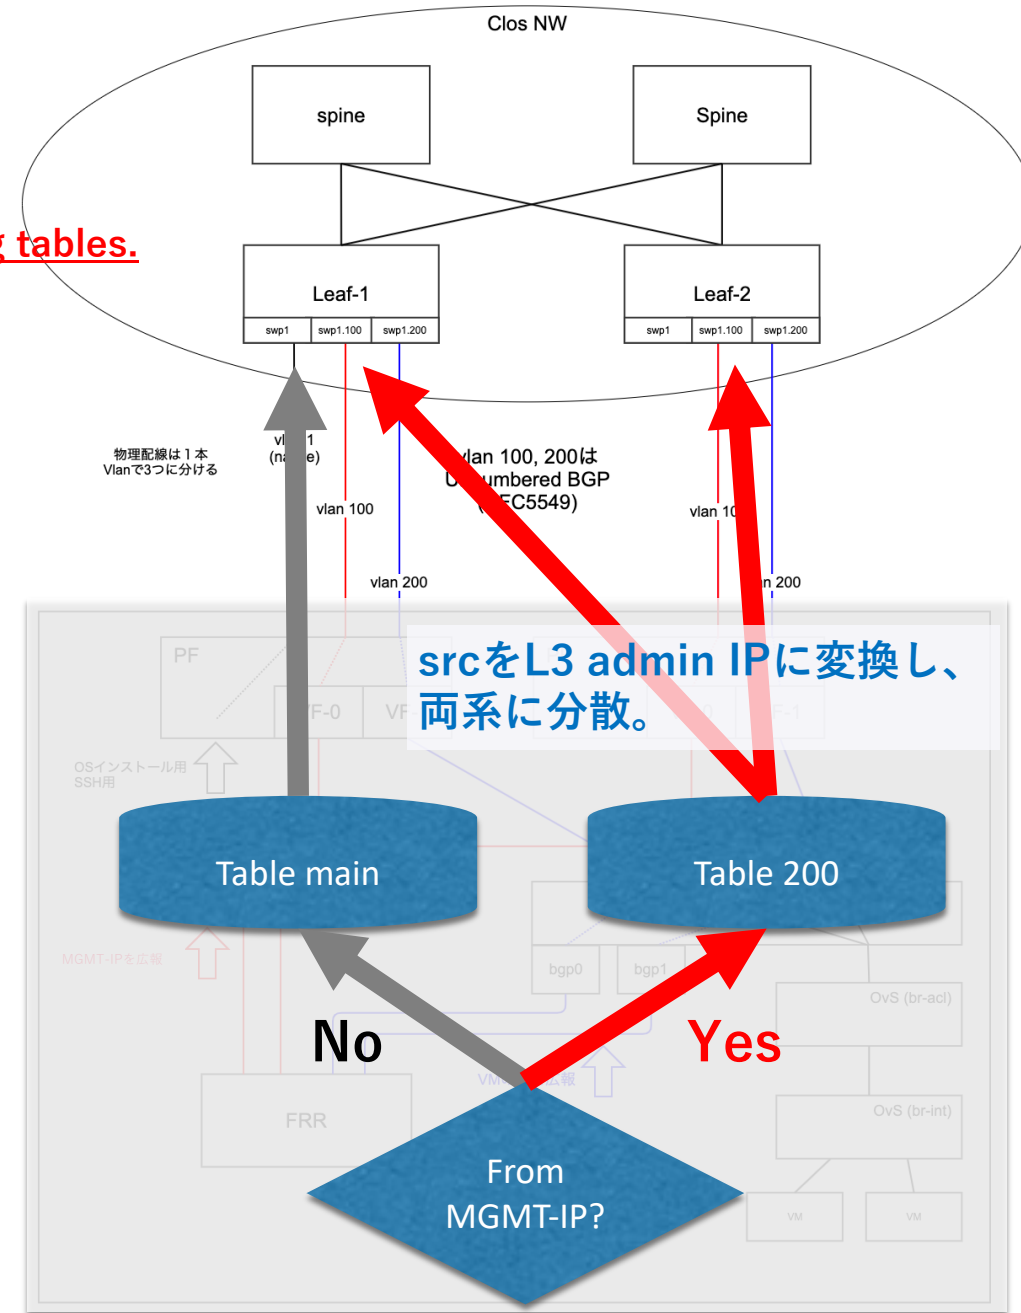 Clos NW
spine
Spine
g tables.
Leaf-1
Leaf-2
swp1
swp1.100
swp1.200
swp1
swp1.100
swp1.200
物理配線は１本
Vlanで3つに分ける
vlan 100, 200は
BGP
vlan 100
vlan 200
PF
srcをL3 admin IPに変換し、
両系に分散。
OSインストール用
SSH用
Table main
Table 200
MGMT-IPを広報
bgp0
bgp1
OvS (br-acl)
No
Yes
FRR
OvS (br-int)
From
MGMT-IP?
VM
VM